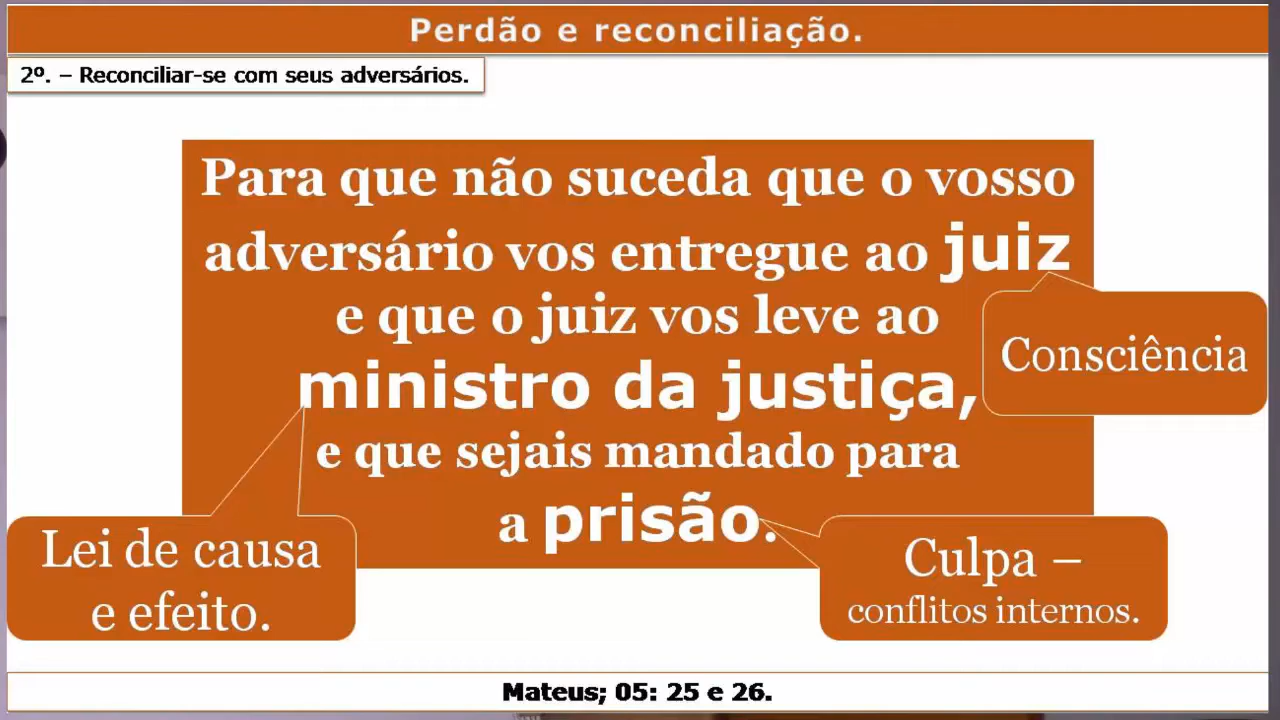 Perdão e reconciliação.
2º. – Reconciliar-se com seus adversários.
Para que não suceda que o vosso
adversário vos entregue ao juiz
e que o juiz vos leve ao
ministro da justiça,
e que sejais mandado para
a prisão.
Consciência
Lei de causa
e efeito.
Culpa –
conflitos internos.
Mateus; 05: 25 e 26.